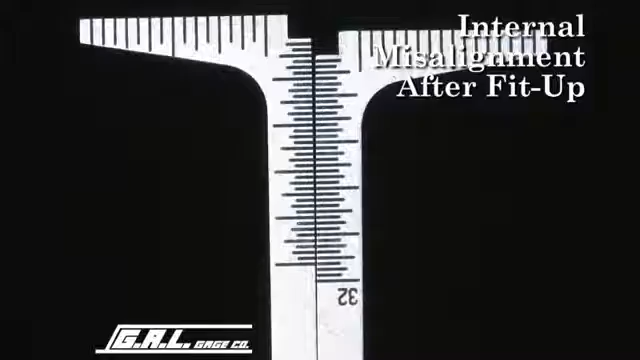 Internal
Misalignment
After Fit-Up
32
G.A.L. GAGE CO.